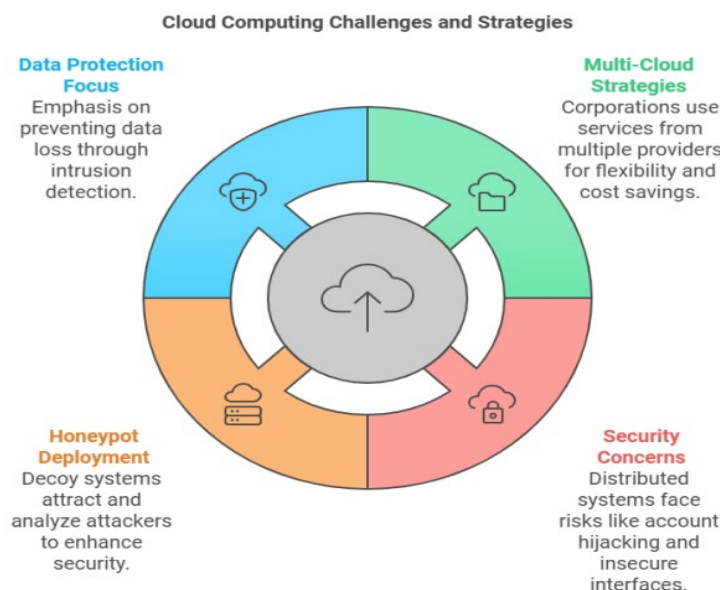 Cloud Computing Challenges and Strategies
Data Protection
Focus
Emphasis on
preventing data
loss through
intrusion
detection.
Multi-Cloud
Strategies
Corporations use
services from
multiple providers
for flexibility and
cost savings.
Honeypot
Deployment
Decoy systems
attract and
analyze attackers
to enhance
security.
Security
Concerns
Distributed
systems face
risks like account
hijacking and
insecure
interfaces.